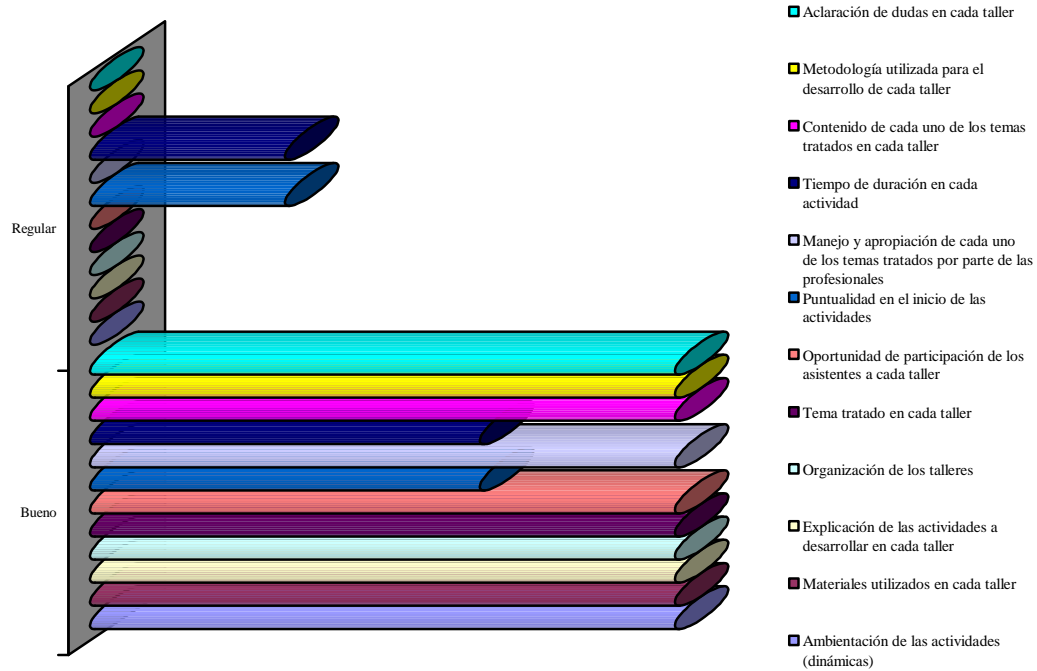 Regular
Bueno
Aclaración de dudas en cada taller
Metodología utilizada para el
desarrollo de cada taller
Contenido de cada uno de los temas
tratados en cada taller
Tiempo de duración en cada
actividad
Manejo y apropiación de cada uno
de los temas tratados por parte de las
profesionales
Puntualidad en el inicio de las
actividades
Oportunidad de participación de los
asistentes a cada taller
Tema tratado en cada taller
Organización de los talleres
Explicación de las actividades a
desarrollar en cada taller
Materiales utilizados en cada taller
Ambientación de las actividades
(dinámicas)